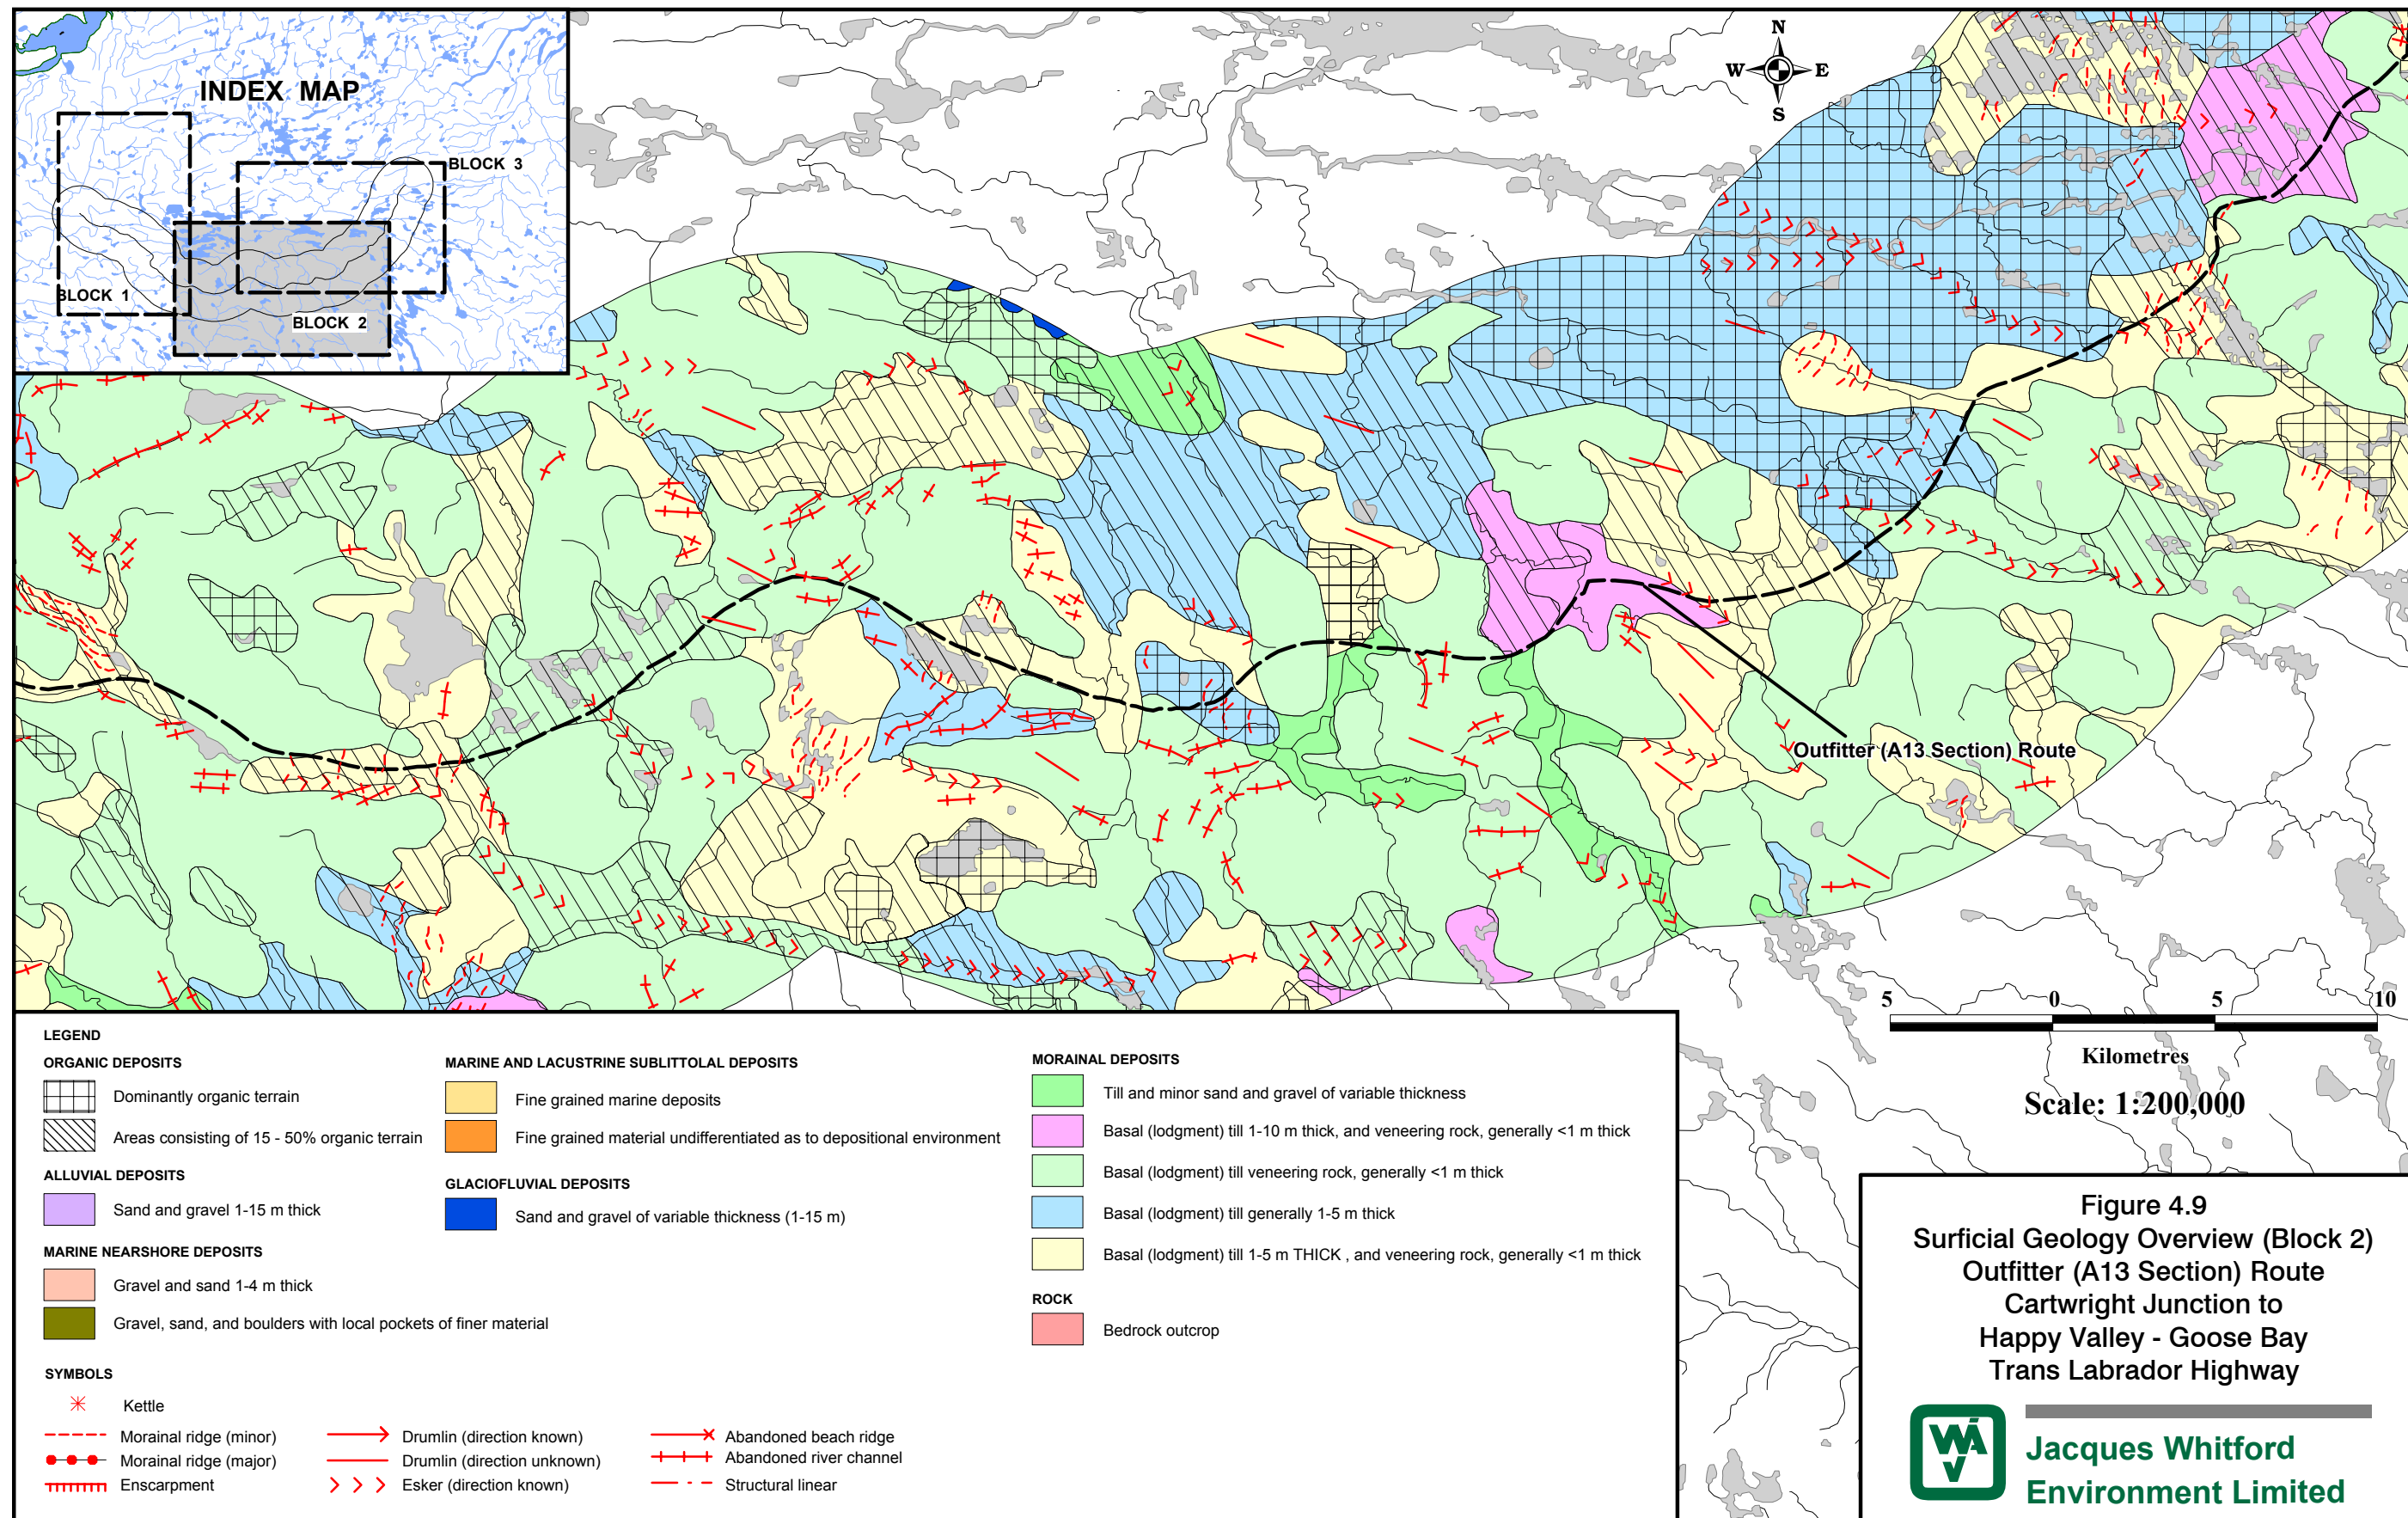 INDEX MAP
BLOCK 3
BLOCK 1
BLOCK 2
N
W E
S
Outfitter (A13 Section) Route
5 0 5 10
Kilometres
Scale: 1:200,000
LEGEND
ORGANIC DEPOSITS
Dominantly organic terrain
Areas consisting of 15 - 50% organic terrain
ALLUVIAL DEPOSITS
Sand and gravel 1-15 m thick
MARINE NEARSHORE DEPOSITS
Gravel and sand 1-4 m thick
Gravel, sand, and boulders with local pockets of finer material
MARINE AND LACUSTRINE SUBLITTOLAL DEPOSITS
Fine grained marine deposits
Fine grained material undifferentiated as to depositional environment
GLACIOFLUVIAL DEPOSITS
Sand and gravel of variable thickness (1-15 m)
MORAINAL DEPOSITS
Till and minor sand and gravel of variable thickness
Basal (lodgment) till 1-10 m thick, and veneering rock, generally <1 m thick
Basal (lodgment) till veneering rock, generally <1 m thick
Basal (lodgment) till generally 1-5 m thick
Basal (lodgment) till 1-5 m THICK , and veneering rock, generally <1 m thick
ROCK
Bedrock outcrop
SYMBOLS
Kettle
Morainal ridge (minor)
Morainal ridge (major)
Enscarpment
Drumlin (direction known)
Drumlin (direction unknown)
Esker (direction known)
Abandoned beach ridge
Abandoned river channel
Structural linear
Figure 4.9
Surficial Geology Overview (Block 2)
Outfitter (A13 Section) Route
Cartwright Junction to
Happy Valley - Goose Bay
Trans Labrador Highway
Jacques Whitford
Environment Limited